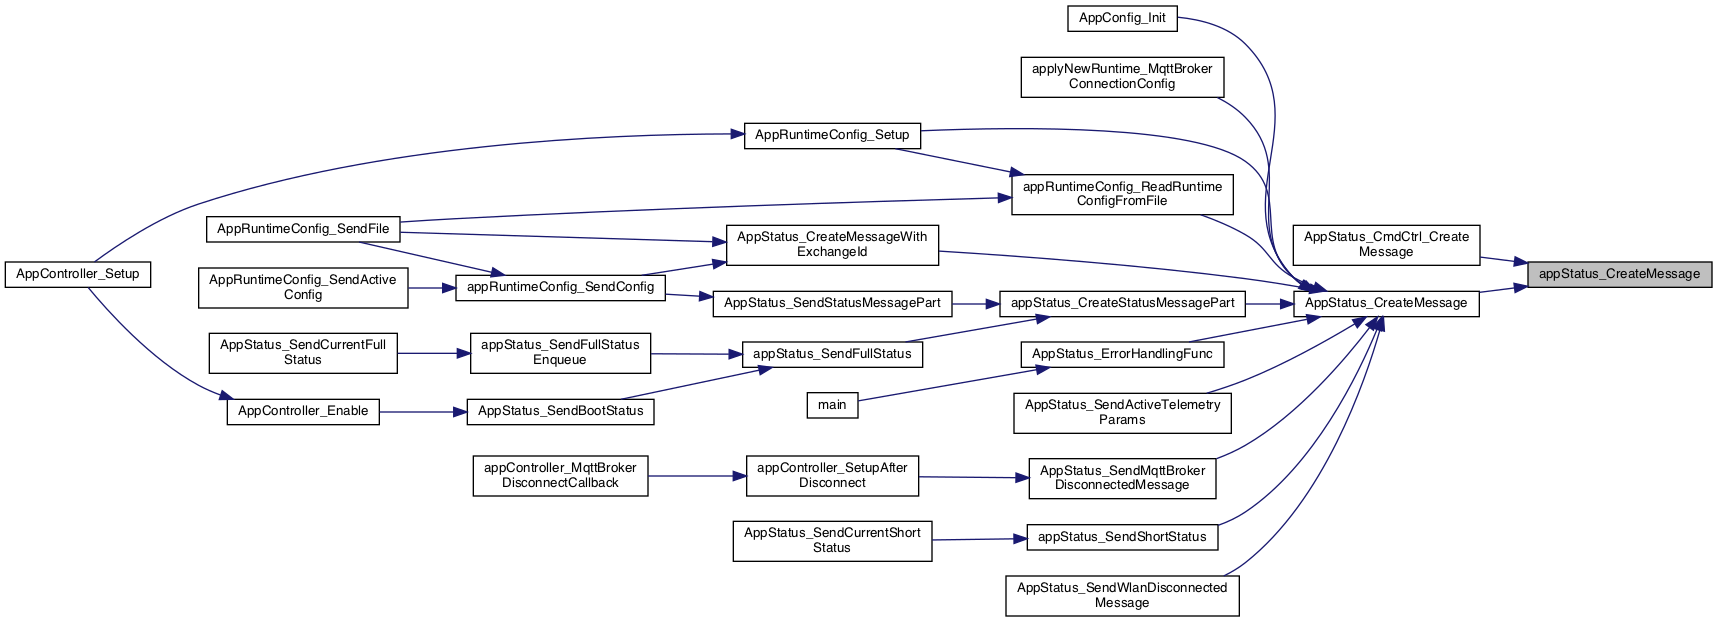 AppConfig_Init
applyNewRuntime_MqttBroker
ConnectionConfig
AppRuntimeConfig_Setup
appRuntimeConfig_ReadRuntime
ConfigFromFile
AppRuntimeConfig_SendFile
AppStatus_CreateMessageWith
ExchangeId
AppStatus_CmdCtrl_Create
Message
AppController_Setup
AppRuntimeConfig_SendActive
Config
appRuntimeConfig_SendConfig
appStatus_CreateMessage
AppStatus_SendStatusMessagePart
appStatus_CreateStatusMessagePart
AppStatus_CreateMessage
AppStatus_SendCurrentFull
Status
appStatus_SendFullStatus
Enqueue
appStatus_SendFullStatus
AppStatus_ErrorHandlingFunc
AppController_Enable
AppStatus_SendBootStatus
main
AppStatus_SendActiveTelemetry
Params
appController_MqttBroker
DisconnectCallback
appController_SetupAfter
Disconnect
AppStatus_SendMqttBroker
DisconnectedMessage
AppStatus_SendCurrentShort
Status
appStatus_SendShortStatus
AppStatus_SendWlanDisconnected
Message